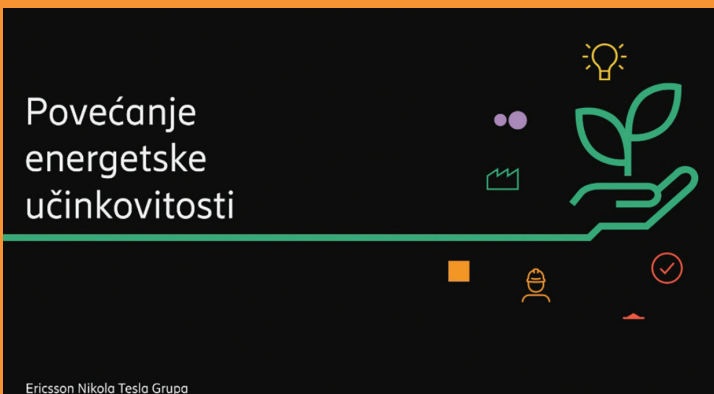 Povećanje
energetske
učinkovitosti
Ericsson Nikola Tesla Grupa